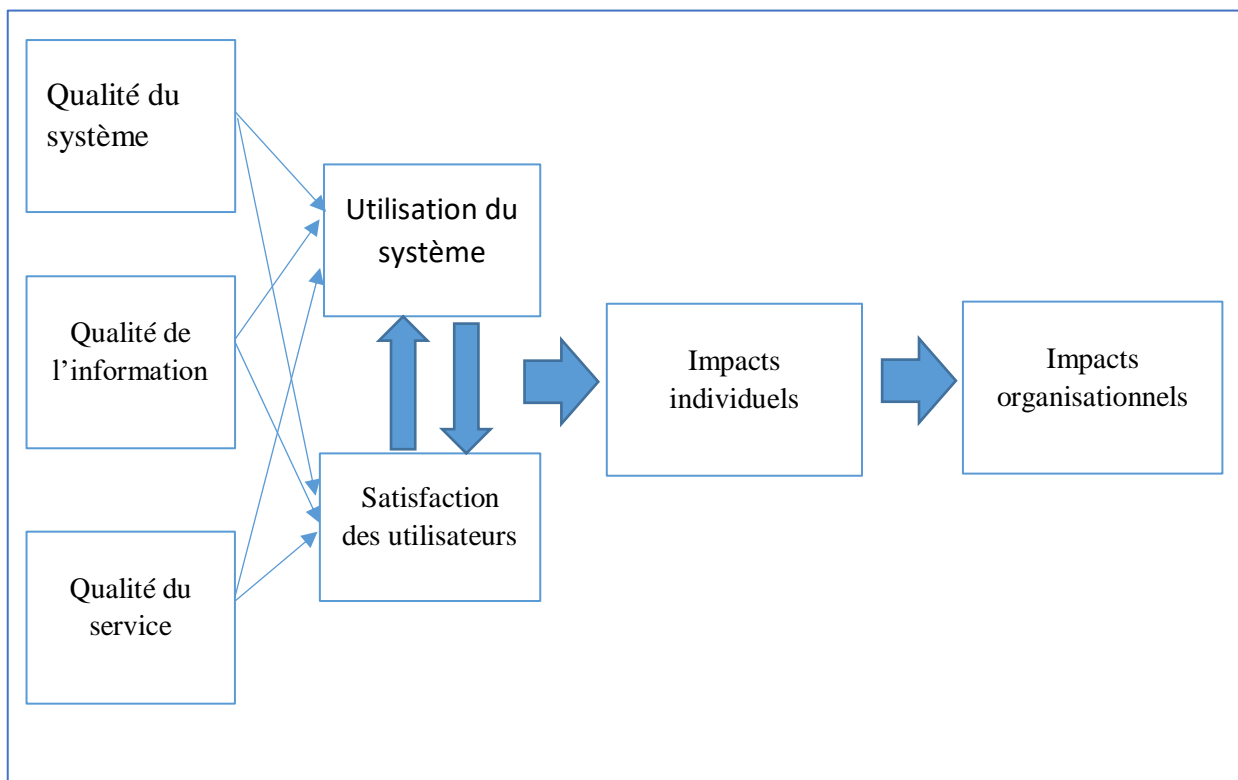 Qualité du
système
Utilisation du
système
Qualité de
l’information
Impacts
individuels
Impacts
organisationnels
Satisfaction
des utilisateurs
Qualité du
service